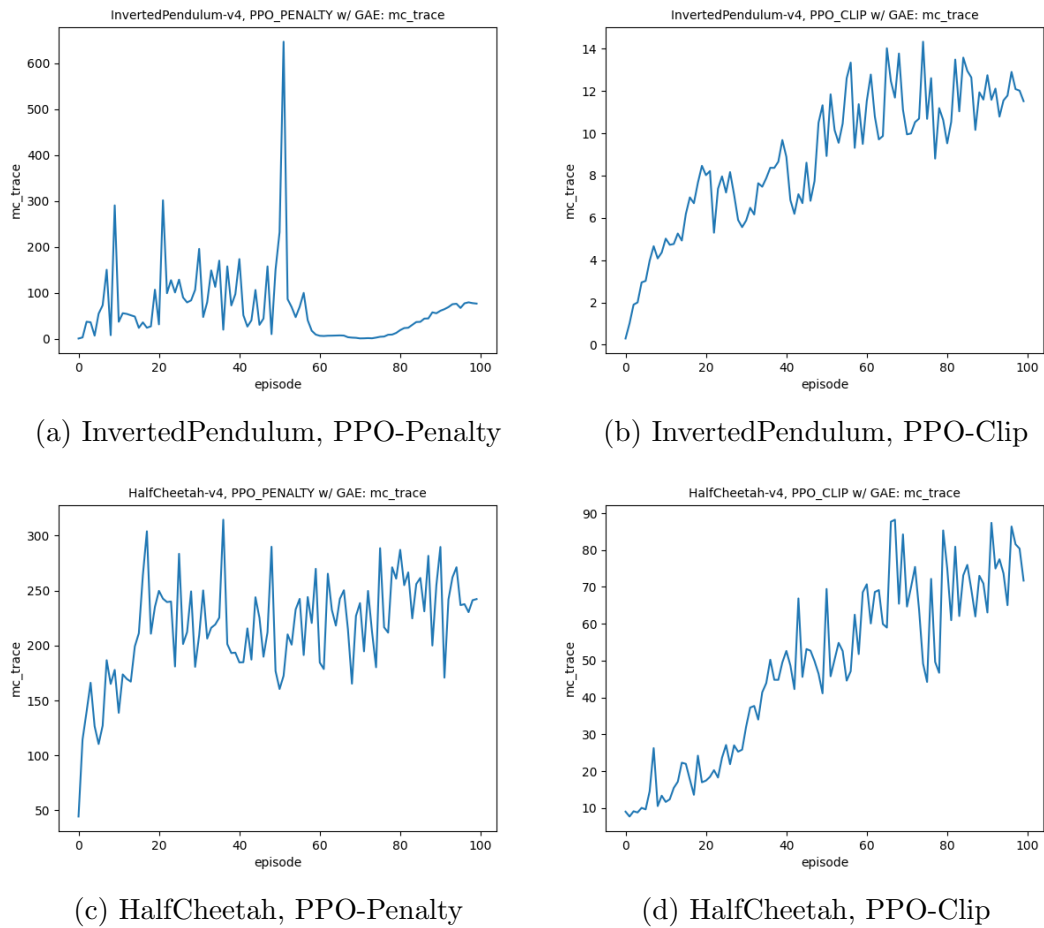 InvertedPendulum-v4, PPO_PENALTY w/ GAE: mc_trace
600
500
400
300
200
100
0
mc_trace
0 20 40 60 80 100
episode
(a) InvertedPendulum, PPO-Penalty
InvertedPendulum-v4, PPO_CLIP w/ GAE: mc_trace
14
12
10
8
6
4
2
0
mc_trace
0 20 40 60 80 100
episode
(b) InvertedPendulum, PPO-Clip
HalfCheetah-v4, PPO_PENALTY w/ GAE: mc_trace
300
250
200
150
100
50
mc_trace
0 20 40 60 80 100
episode
(c) HalfCheetah, PPO-Penalty
HalfCheetah-v4, PPO_CLIP w/ GAE: mc_trace
90
80
70
60
50
40
30
20
10
mc_trace
0 20 40 60 80 100
episode
(d) HalfCheetah, PPO-Clip